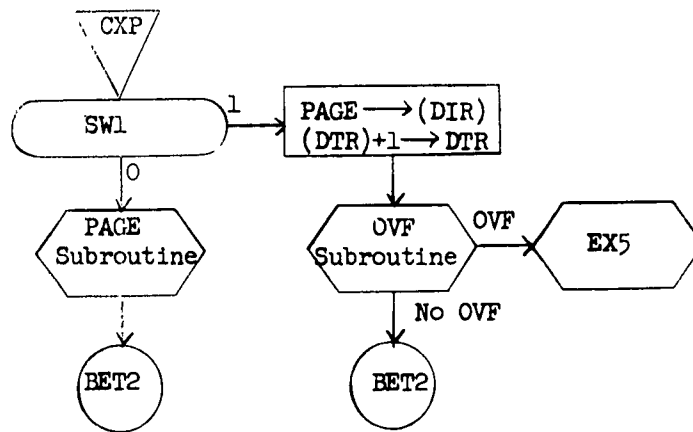 CXP
SW1
1
0
PAGE → (DIR)
(DTR)+1 → DTR
PAGE
Subroutine
OVF
Subroutine
OVF
EX5
No OVF
BET2
BET2